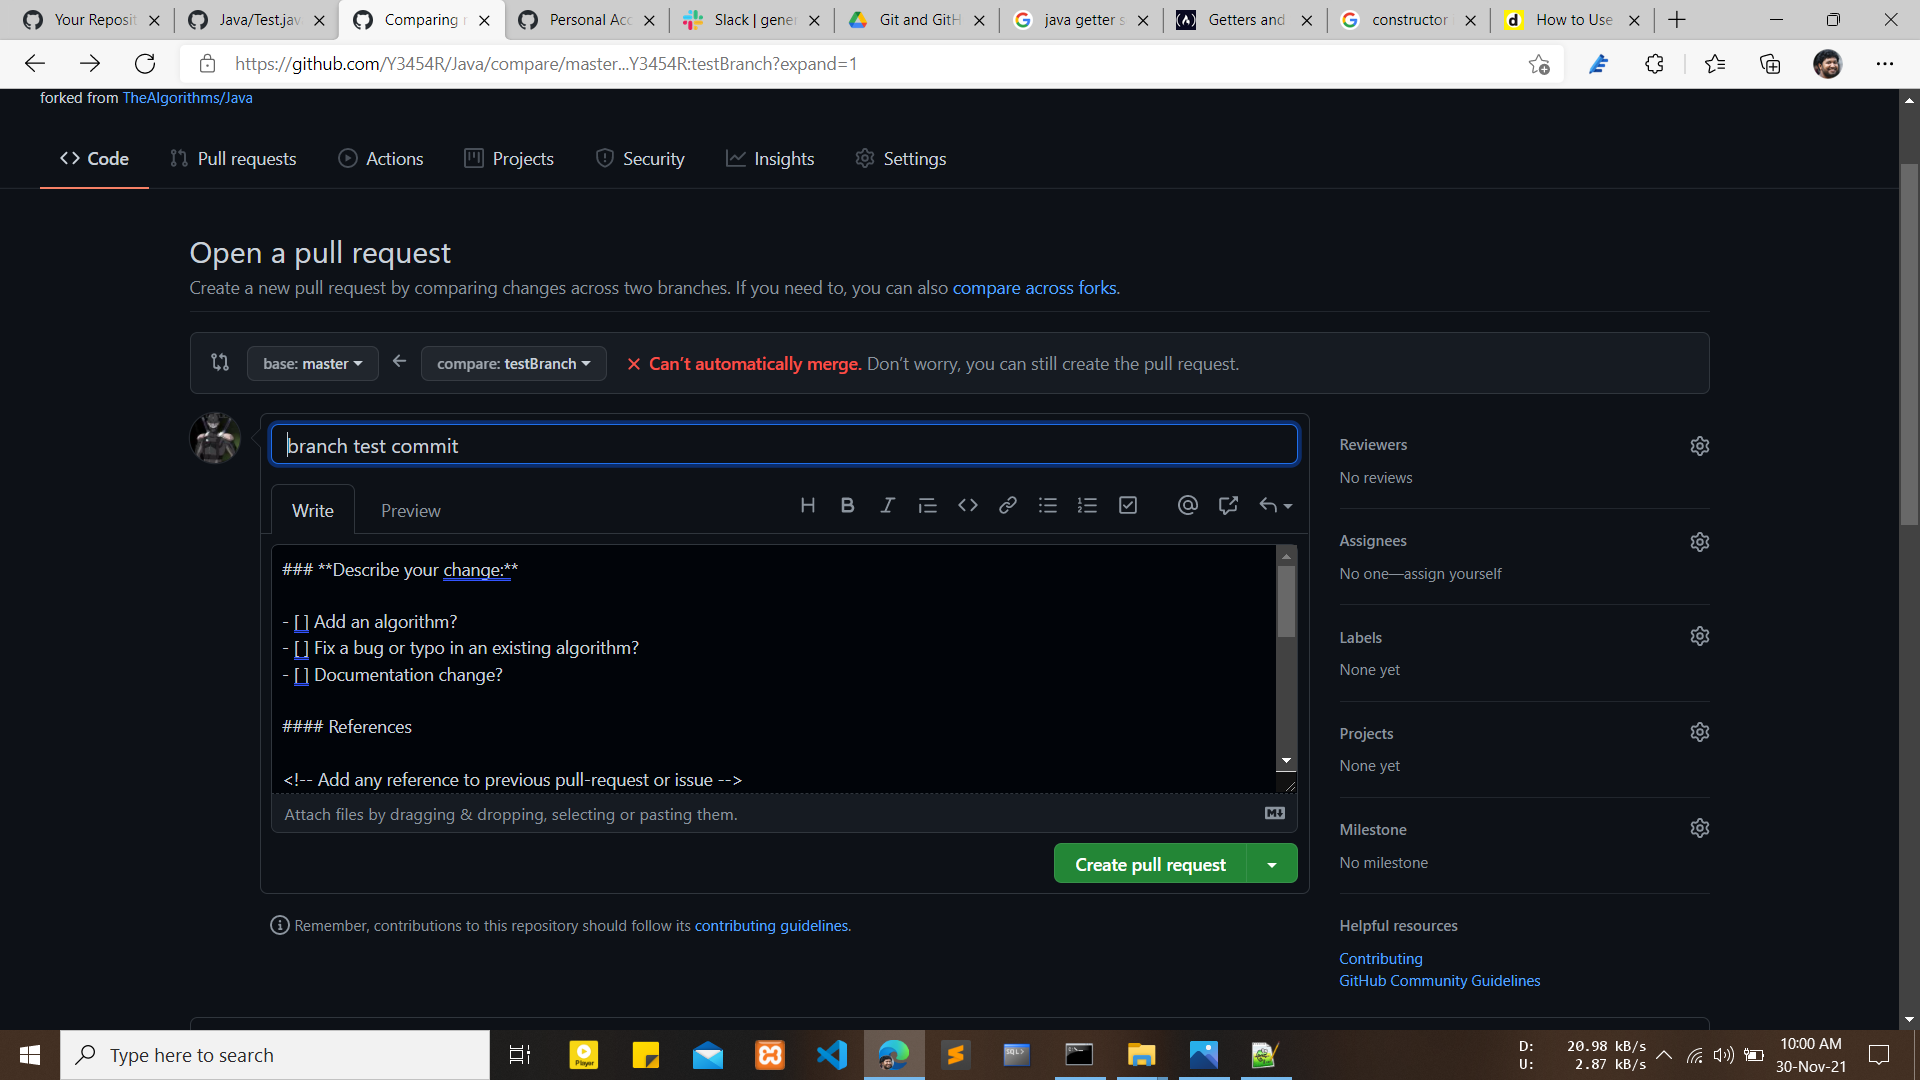 Your Reposit
Java/Test.jav
Comparing
Personal Acc
Slack | gener
Git and GitH
java getter s
Getters and
constructor
How to Use
https://github.com/Y3454R/Java/compare/master...Y3454R:testBranch?expand=1
forked from TheAlgorithms/Java
Code
Pull requests
Actions
Projects
Security
Insights
Settings
Open a pull request
Create a new pull request by comparing changes across two branches. If you need to, you can also compare across forks.
base: master
compare: testBranch
Can’t automatically merge. Don’t worry, you can still create the pull request.
branch test commit
Write
Preview
### **Describe your change:**
- [ ] Add an algorithm?
- [ ] Fix a bug or typo in an existing algorithm?
- [ ] Documentation change?
#### References
<!-- Add any reference to previous pull-request or issue -->
Attach files by dragging & dropping, selecting or pasting them.
Create pull request
Remember, contributions to this repository should follow its contributing guidelines.
Reviewers
No reviews
Assignees
No one—assign yourself
Labels
None yet
Projects
None yet
Milestone
No milestone
Helpful resources
Contributing
GitHub Community Guidelines
Type here to search
D: 20.98 kB/s
U: 2.87 kB/s
10:00 AM
30-Nov-21